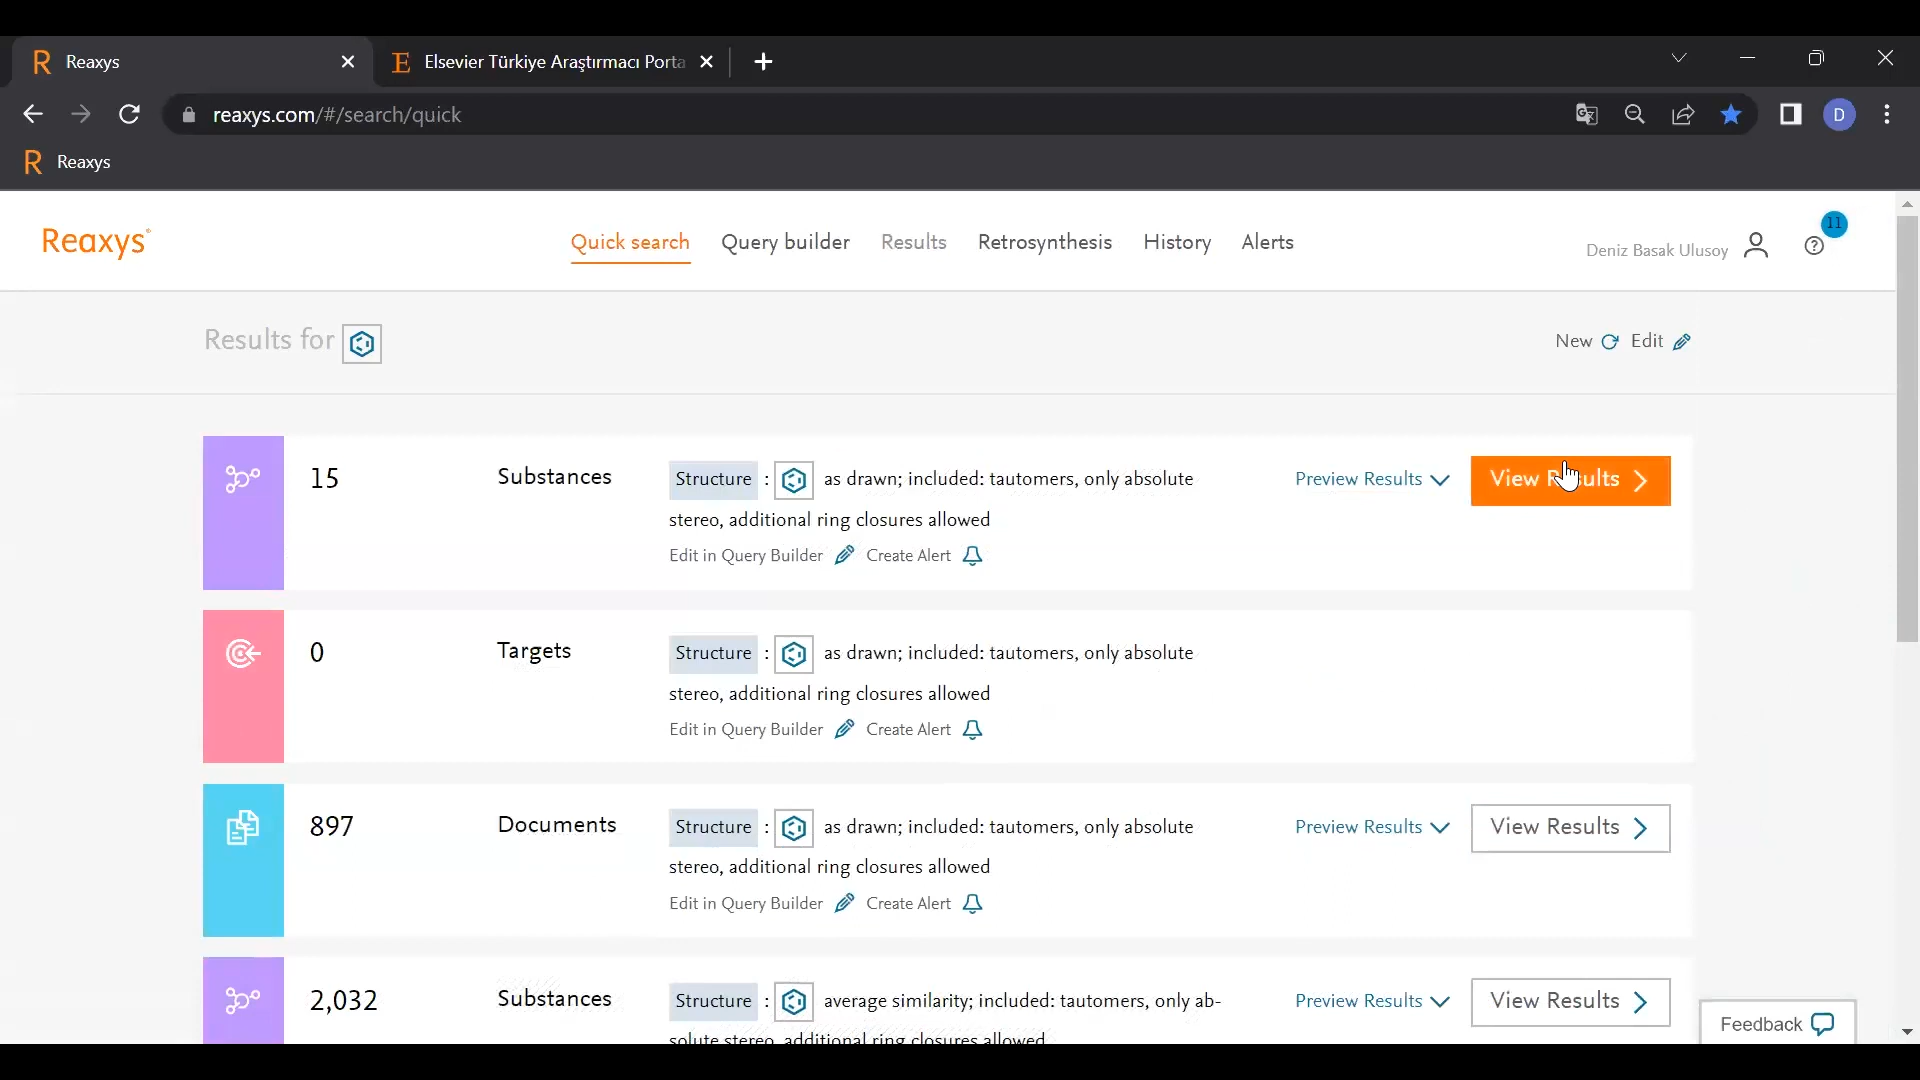 Reaxys
Elsevier Türkiye Araştırmacı Porta
reaxys.com/#/search/quick
D
Reaxys
Reaxys®
Quick search
Query builder
Results
Retrosynthesis
History
Alerts
Deniz Basak Ulusoy
11
Results for
New
Edit
15
Substances
Structure : as drawn; included: tautomers, only absolute
stereo, additional ring closures allowed
Edit in Query Builder
Create Alert
Preview Results
View Results
0
Targets
Structure : as drawn; included: tautomers, only absolute
stereo, additional ring closures allowed
Edit in Query Builder
Create Alert
897
Documents
Structure : as drawn; included: tautomers, only absolute
stereo, additional ring closures allowed
Edit in Query Builder
Create Alert
Preview Results
View Results
2,032
Substances
Structure : average similarity; included: tautomers, only ab-
solute stereo, additional ring closures allowed
Preview Results
View Results
Feedback